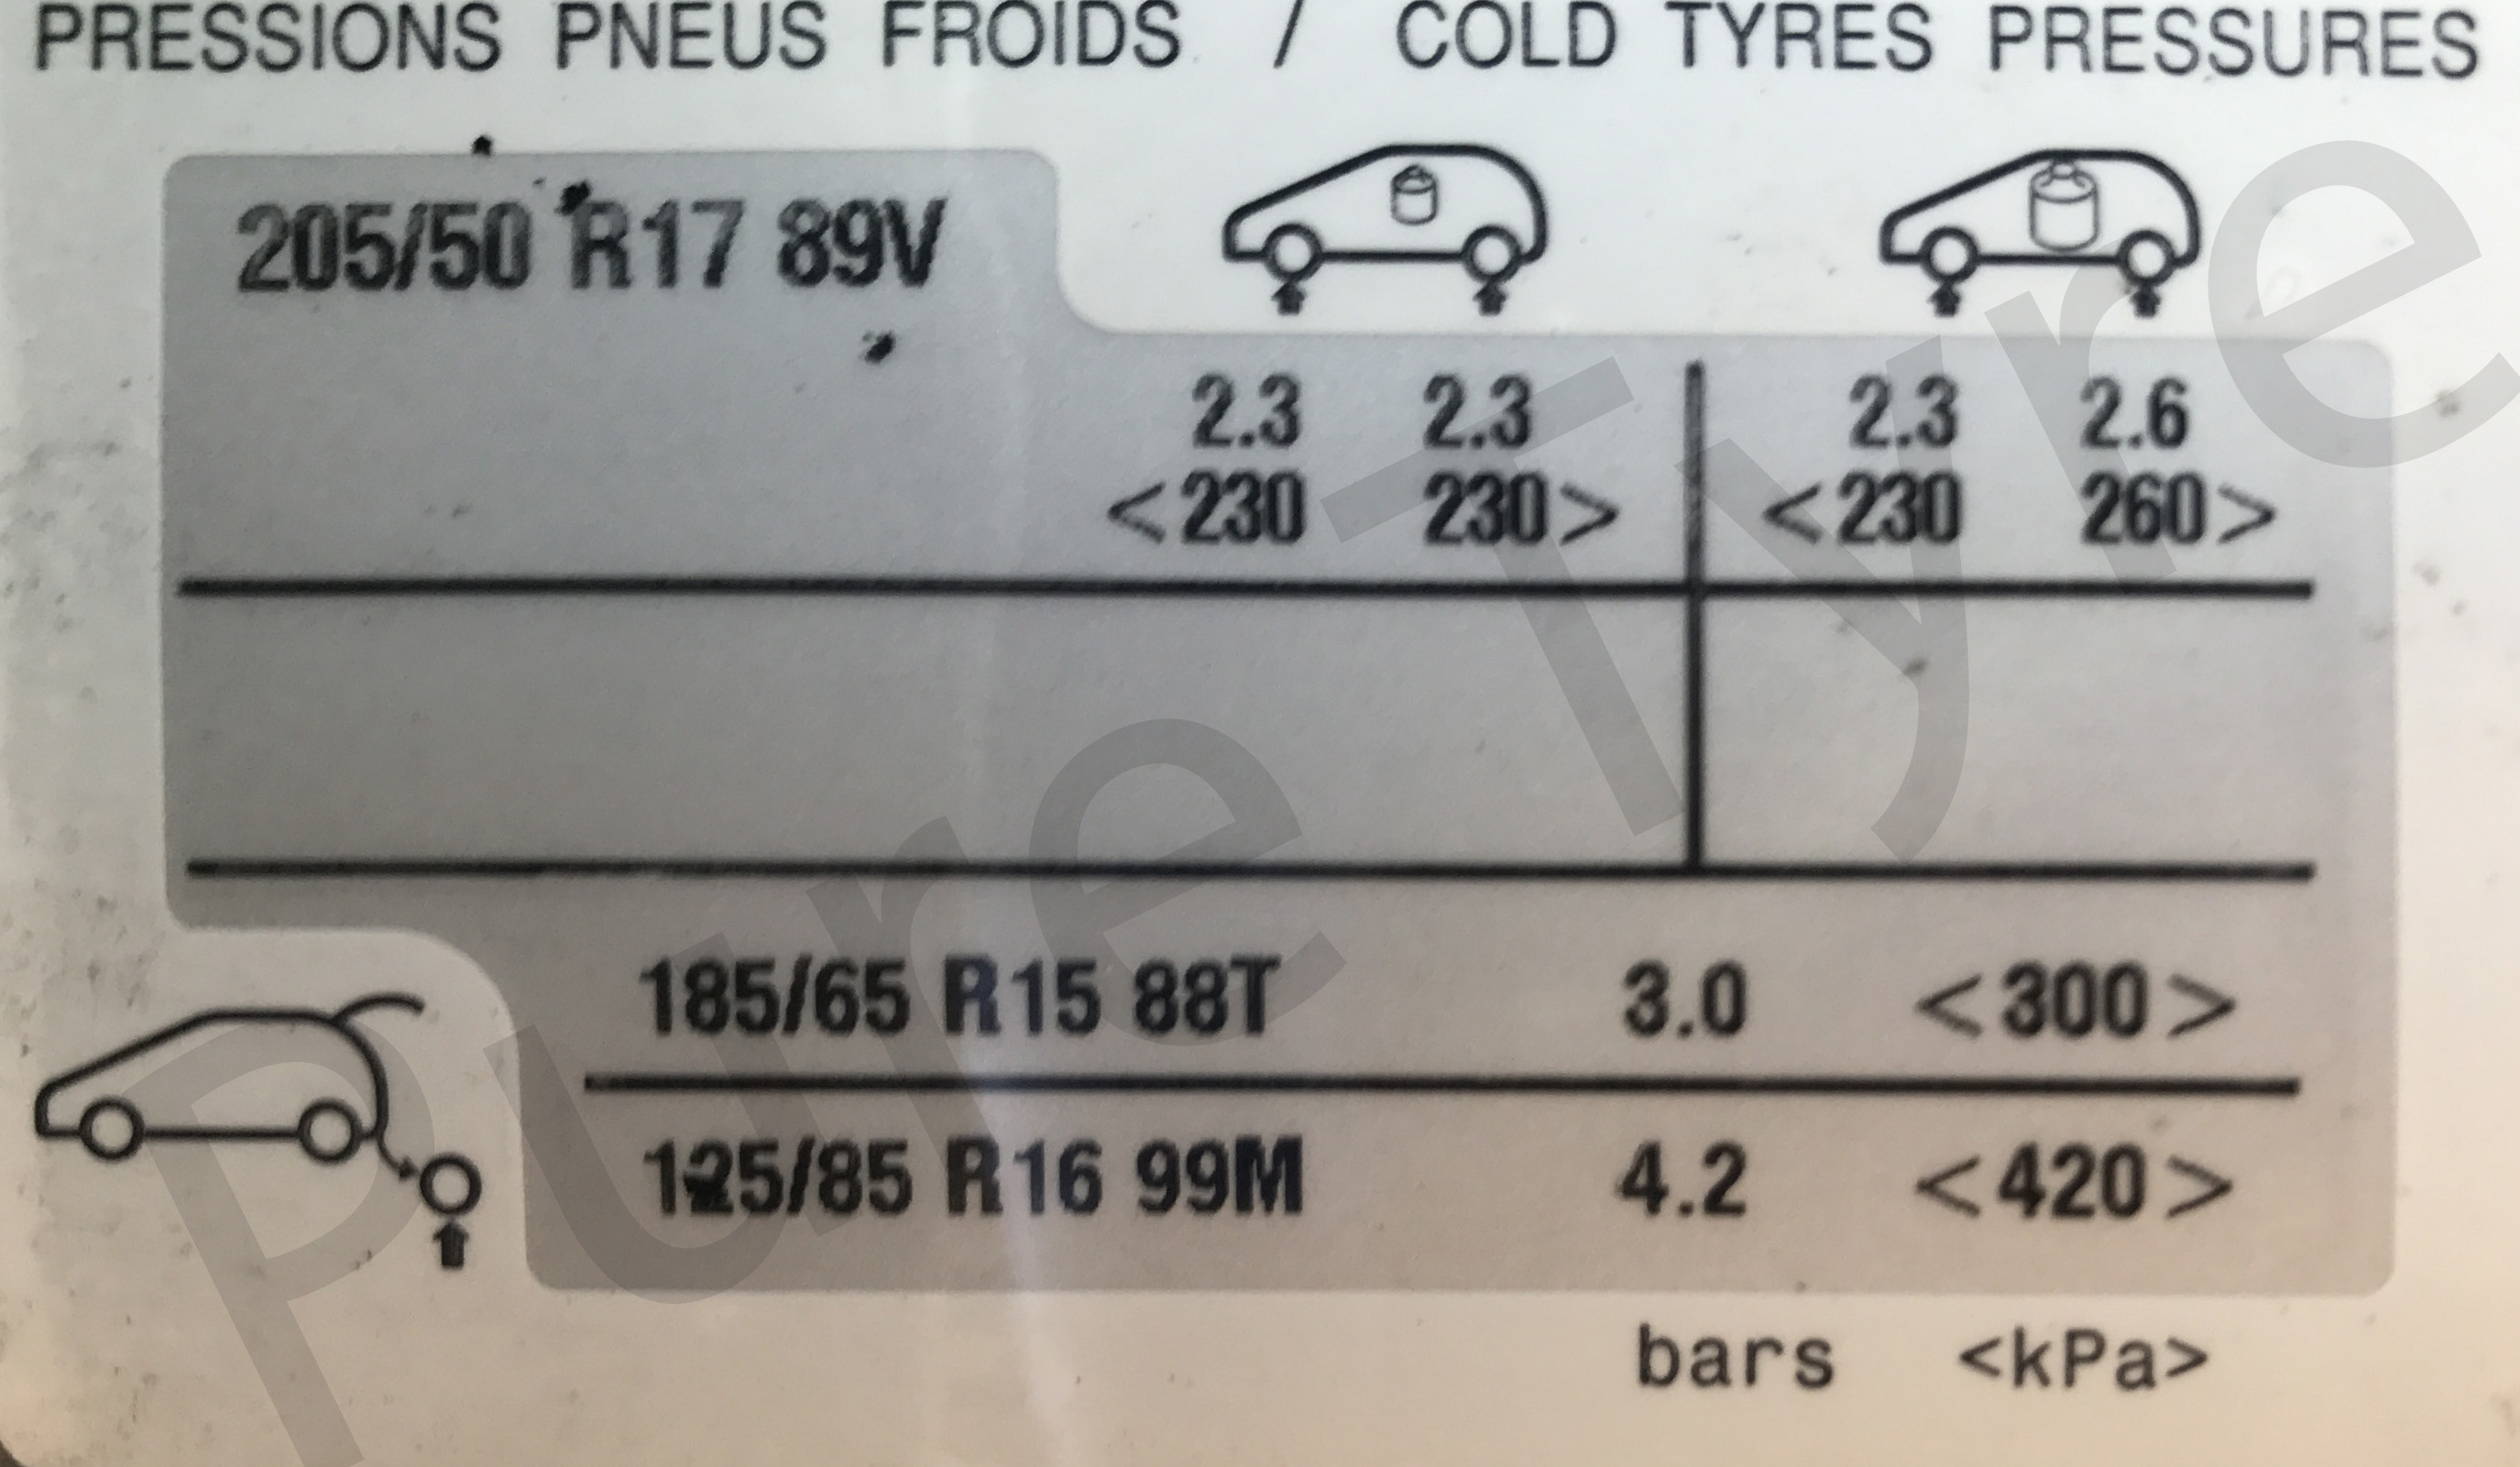 PRESSIONS PNEUS FROIDS / COLD TYRES PRESSURES
205/50 R17 89V
2.3 2.3 2.3 2.6
<230 230> <230 260>
185/65 R15 88T 3.0 <300>
125/85 R16 99M 4.2 <420>
bars <kPa>
Pure Tyre